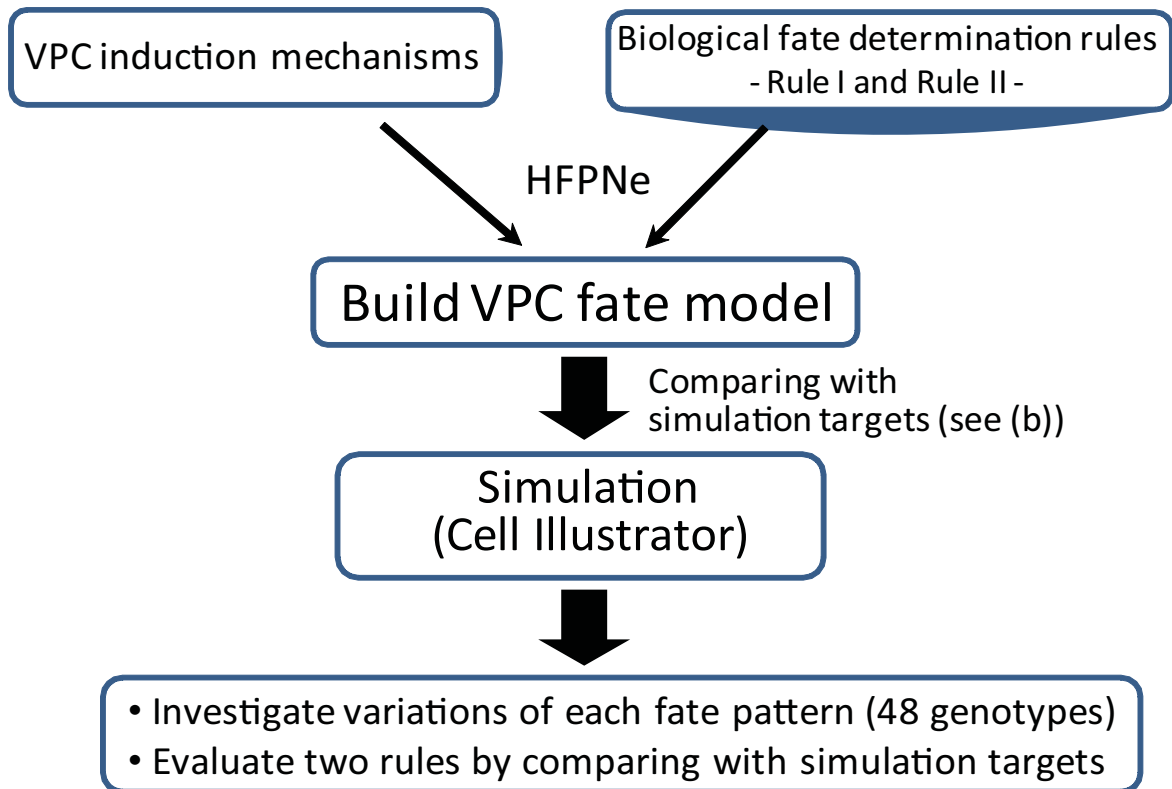 VPC induction mechanisms
Biological fate determination rules
- Rule I and Rule II -
HFPNe
Build VPC fate model
Comparing with
simulation targets (see (b))
Simulation
(Cell Illustrator)
• Investigate variations of each fate pattern (48 genotypes)
• Evaluate two rules by comparing with simulation targets